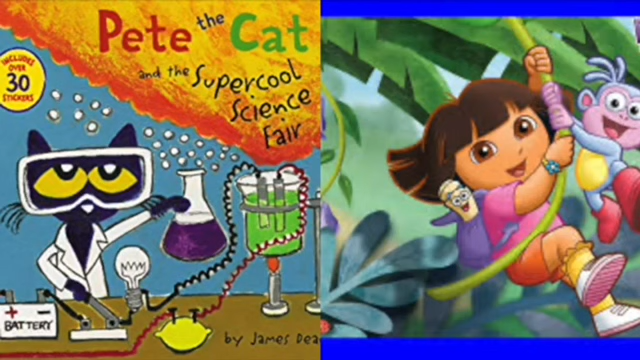 Pete the Cat
and the Supercool
Science
Fair
INCLUDES
OVER
30
STICKERS
+ -
BATTERY
by James Dea